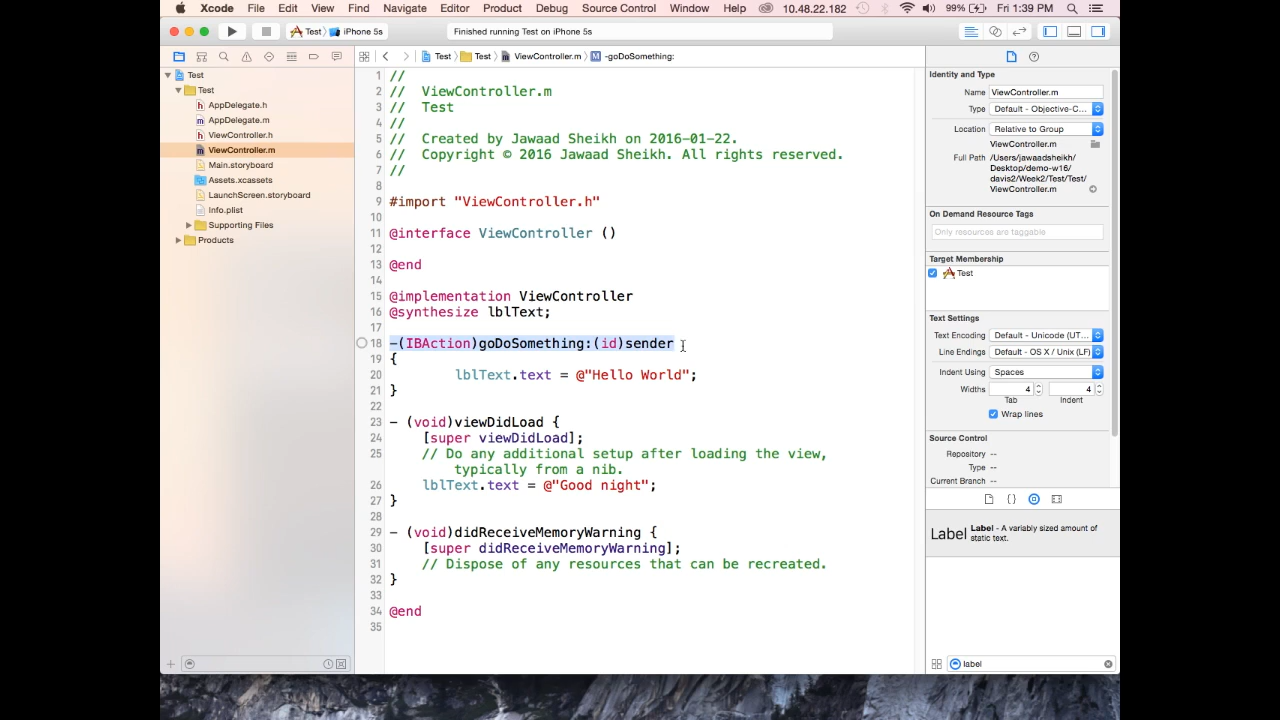 Xcode File Edit View Find Navigate Editor Product Debug Source Control Window Help 10.48.22.182 99% Fri 1:39 PM
Test iPhone 5s Finished running Test on iPhone 5s
Test Test ViewController.m M -goDoSomething:
Test
Test
h AppDelegate.h
m AppDelegate.m
h ViewController.h
m ViewController.m
Main.storyboard
Assets.xcassets
LaunchScreen.storyboard
Info.plist
Supporting Files
Products
1 //
2 // ViewController.m
3 // Test
4 //
5 // Created by Jawaad Sheikh on 2016-01-22.
6 // Copyright © 2016 Jawaad Sheikh. All rights reserved.
7 //
8
9 #import "ViewController.h"
10
11 @interface ViewController ()
12
13 @end
14
15 @implementation ViewController
16 @synthesize lblText;
17
18 -(IBAction)goDoSomething:(id)sender
19 {
20 lblText.text = @"Hello World";
21 }
22
23 - (void)viewDidLoad {
24 [super viewDidLoad];
25 // Do any additional setup after loading the view,
typically from a nib.
26 lblText.text = @"Good night";
27 }
28
29 - (void)didReceiveMemoryWarning {
30 [super didReceiveMemoryWarning];
31 // Dispose of any resources that can be recreated.
32 }
33
34 @end
35
Identity and Type
Name ViewController.m
Type Default - Objective-C...
Location Relative to Group
ViewController.m
Full Path /Users/jawaadsheikh/
Desktop/demo-w16/
davis2/Week2/Test/Test/
ViewController.m
On Demand Resource Tags
Only resources are taggable
Target Membership
Test
Text Settings
Text Encoding Default - Unicode (UT...
Line Endings Default - OS X / Unix (LF)
Indent Using Spaces
Widths 4 4
Tab Indent
Wrap lines
Source Control
Repository --
Type --
Current Branch --
{ }
Label Label - A variably sized amount of
static text.
label